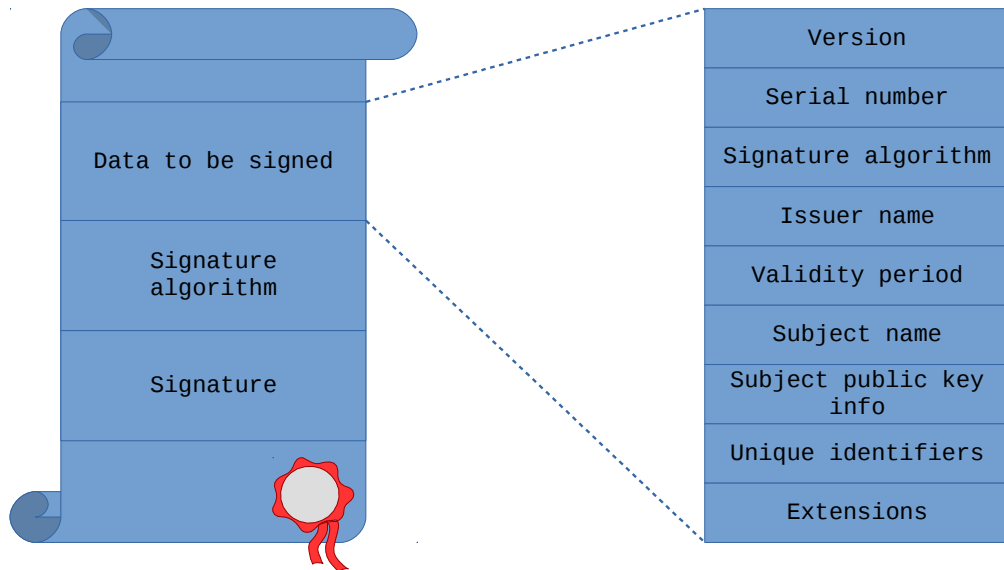 Data to be signed
Signature
algorithm
Signature
Version
Serial number
Signature algorithm
Issuer name
Validity period
Subject name
Subject public key
info
Unique identifiers
Extensions